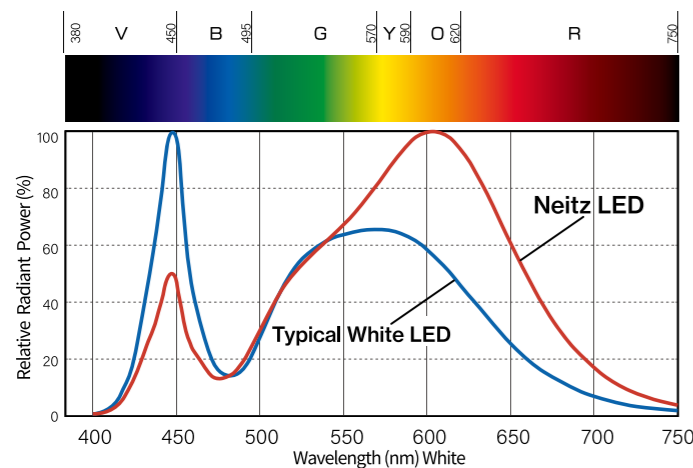 380 V 450 B 495 G 570 Y 590 O 620 R 750
Relative Radiant Power (%)
100
80
60
40
20
0
Neitz LED
Typical White LED
400 450 500 550 600 650 700 750
Wavelength (nm) White